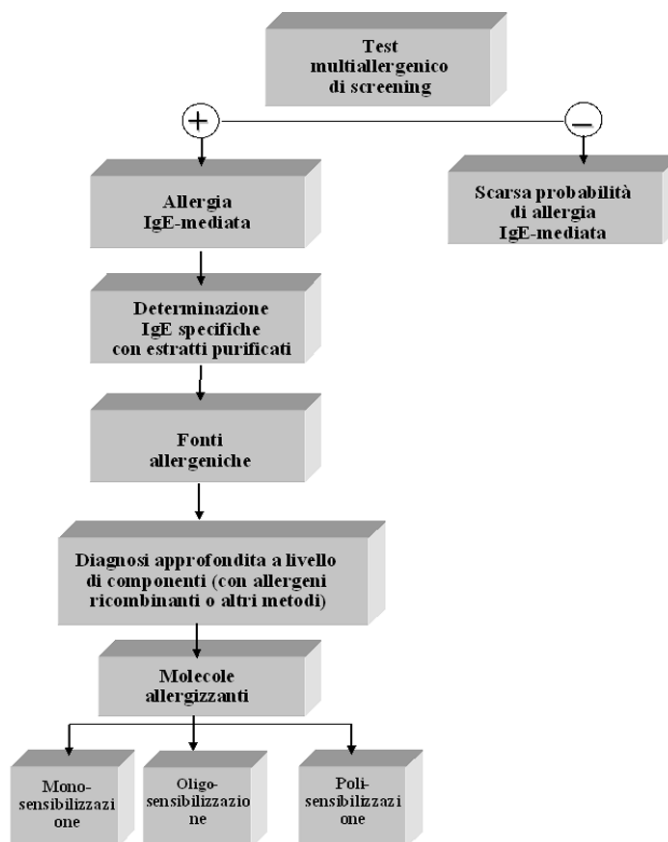 Test
multiallergenico
di screening
+
–
Allergia
IgE-mediata
Scarsa probabilità
di allergia
IgE-mediata
Determinazione
IgE specifiche
con estratti purificati
Fonti
allergeniche
Diagnosi approfondita a livello
di componenti (con allergeni
ricombinanti o altri metodi)
Molecole
allergizzanti
Mono-
sensibilizzazi
one
Oligo-
sensibilizzazio
ne
Poli-
sensibilizzazi
one